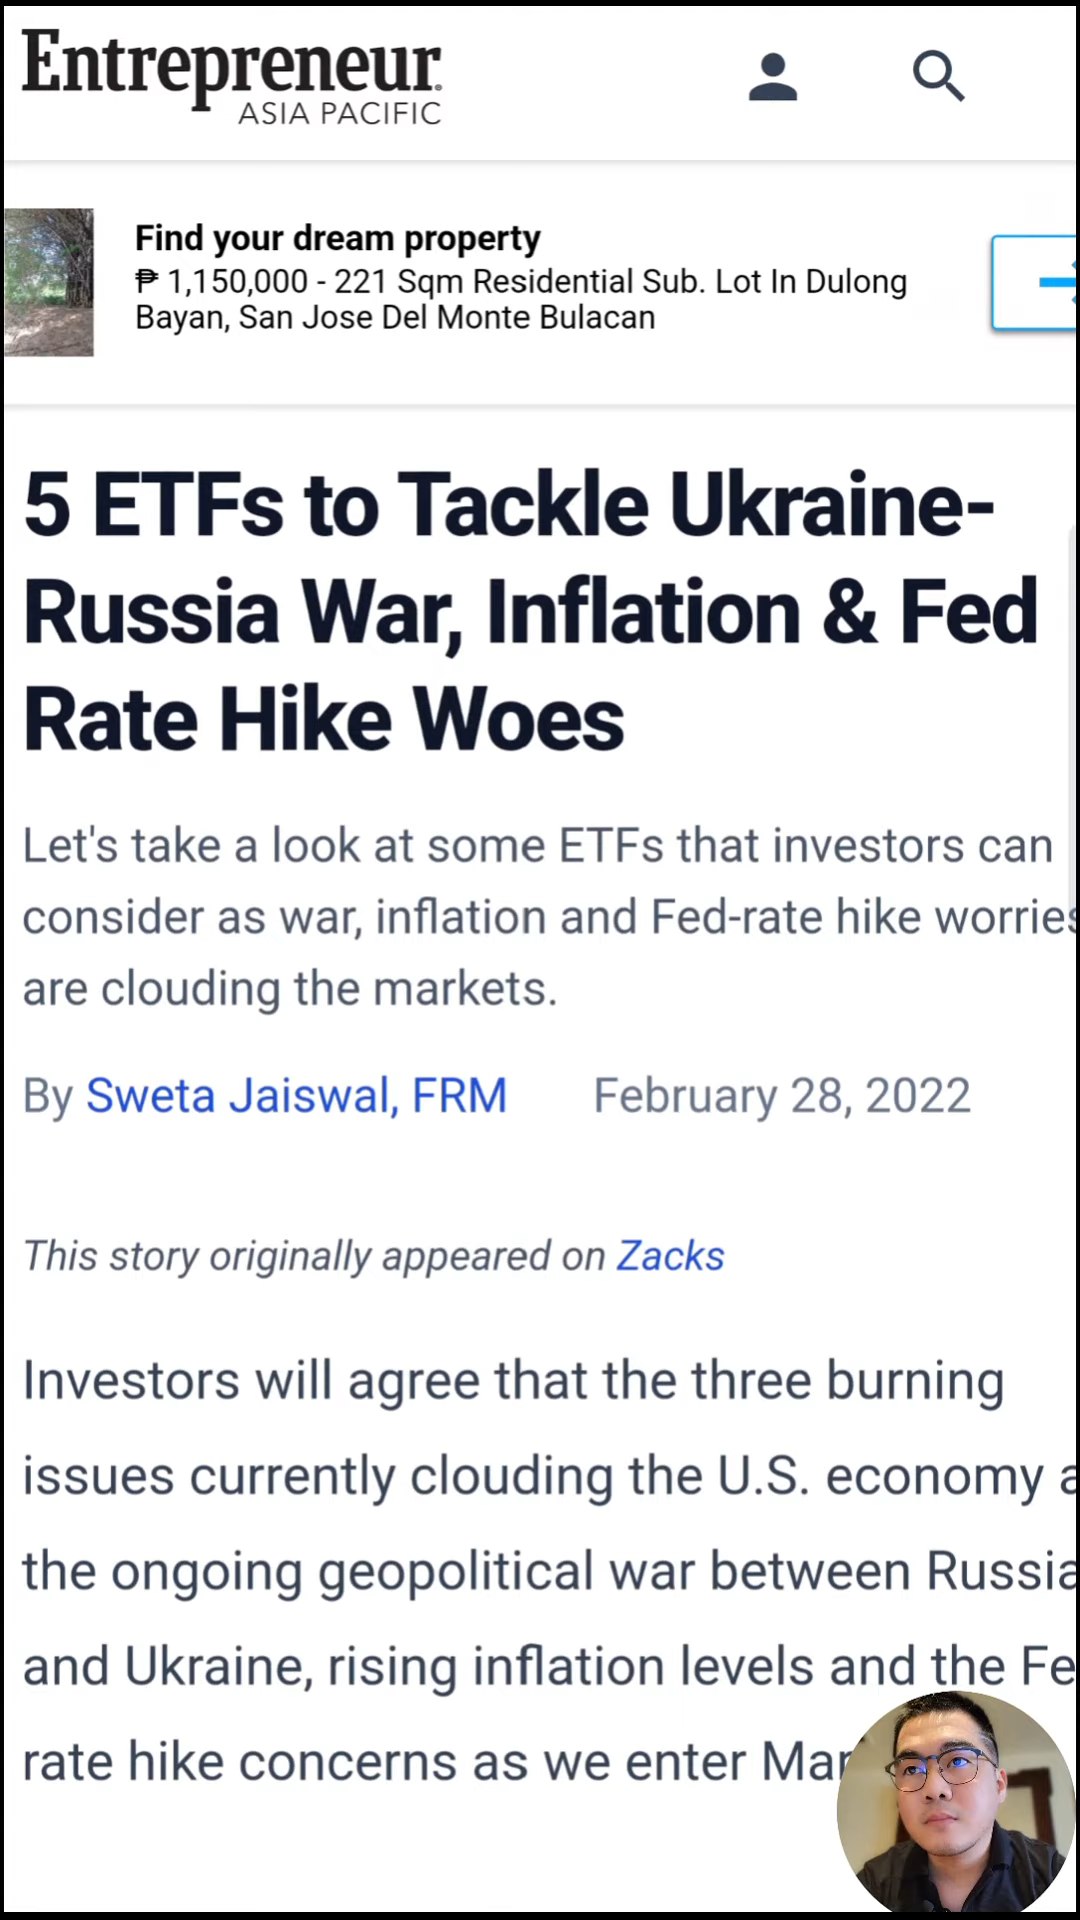 Entrepreneur
ASIA PACIFIC
Find your dream property
₱ 1,150,000 - 221 Sqm Residential Sub. Lot In Dulong
Bayan, San Jose Del Monte Bulacan
5 ETFs to Tackle Ukraine-
Russia War, Inflation & Fed
Rate Hike Woes
Let's take a look at some ETFs that investors can
consider as war, inflation and Fed-rate hike worries
are clouding the markets.
By Sweta Jaiswal, FRM February 28, 2022
This story originally appeared on Zacks
Investors will agree that the three burning
issues currently clouding the U.S. economy
the ongoing geopolitical war between Russia
and Ukraine, rising inflation levels and the
rate hike concerns as we enter